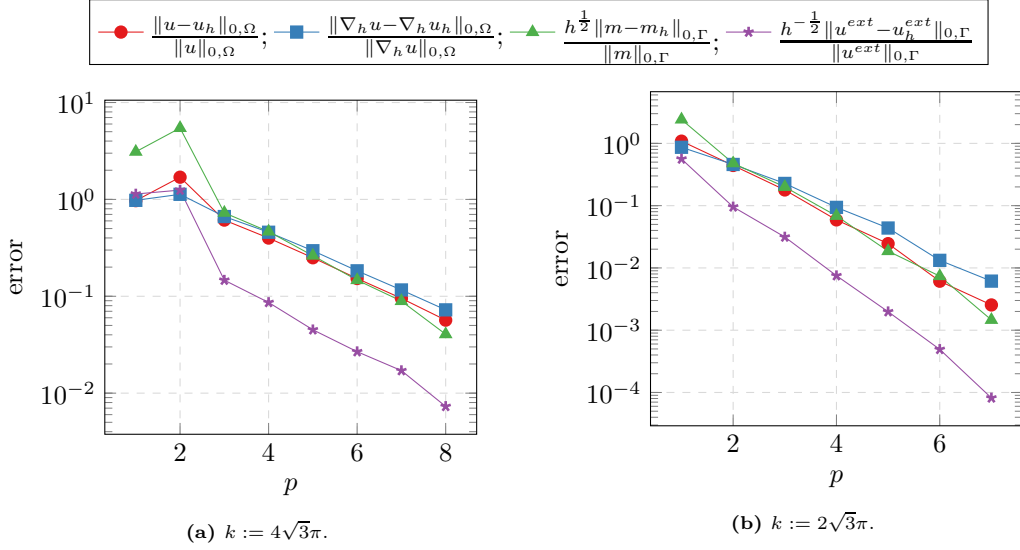 ‖u−u_h‖_{0,Ω} / ‖u‖_{0,Ω}; ‖∇_h u−∇_h u_h‖_{0,Ω} / ‖∇_h u‖_{0,Ω}; h^{1/2}‖m−m_h‖_{0,Γ} / ‖m‖_{0,Γ}; h^{−1/2}‖u^{ext}−u_h^{ext}‖_{0,Γ} / ‖u^{ext}‖_{0,Γ}
10^1
10^0
10^{−1}
10^{−2}
error
2 4 6 8
p
(a) k := 4√3π.
10^0
10^{−1}
10^{−2}
10^{−3}
10^{−4}
error
2 4 6
p
(b) k := 2√3π.